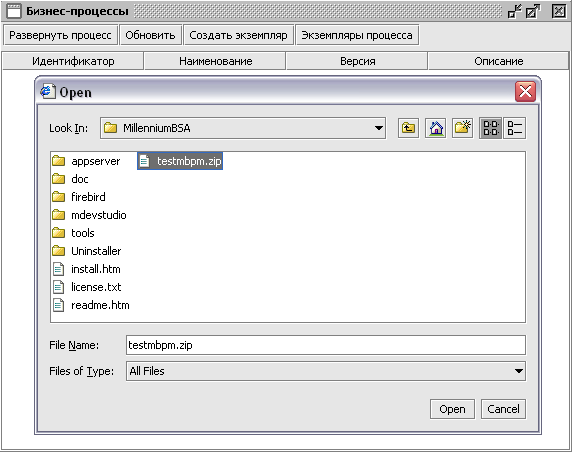 Бизнес-процессы
Развернуть процесс Обновить Создать экземпляр Экземпляры процесса
Идентификатор Наименование Версия Описание
Open
Look In: MillenniumBSA
appserver testmbpm.zip
doc
firebird
mdevstudio
tools
Uninstaller
install.htm
license.txt
readme.htm
File Name: testmbpm.zip
Files of Type: All Files
Open Cancel